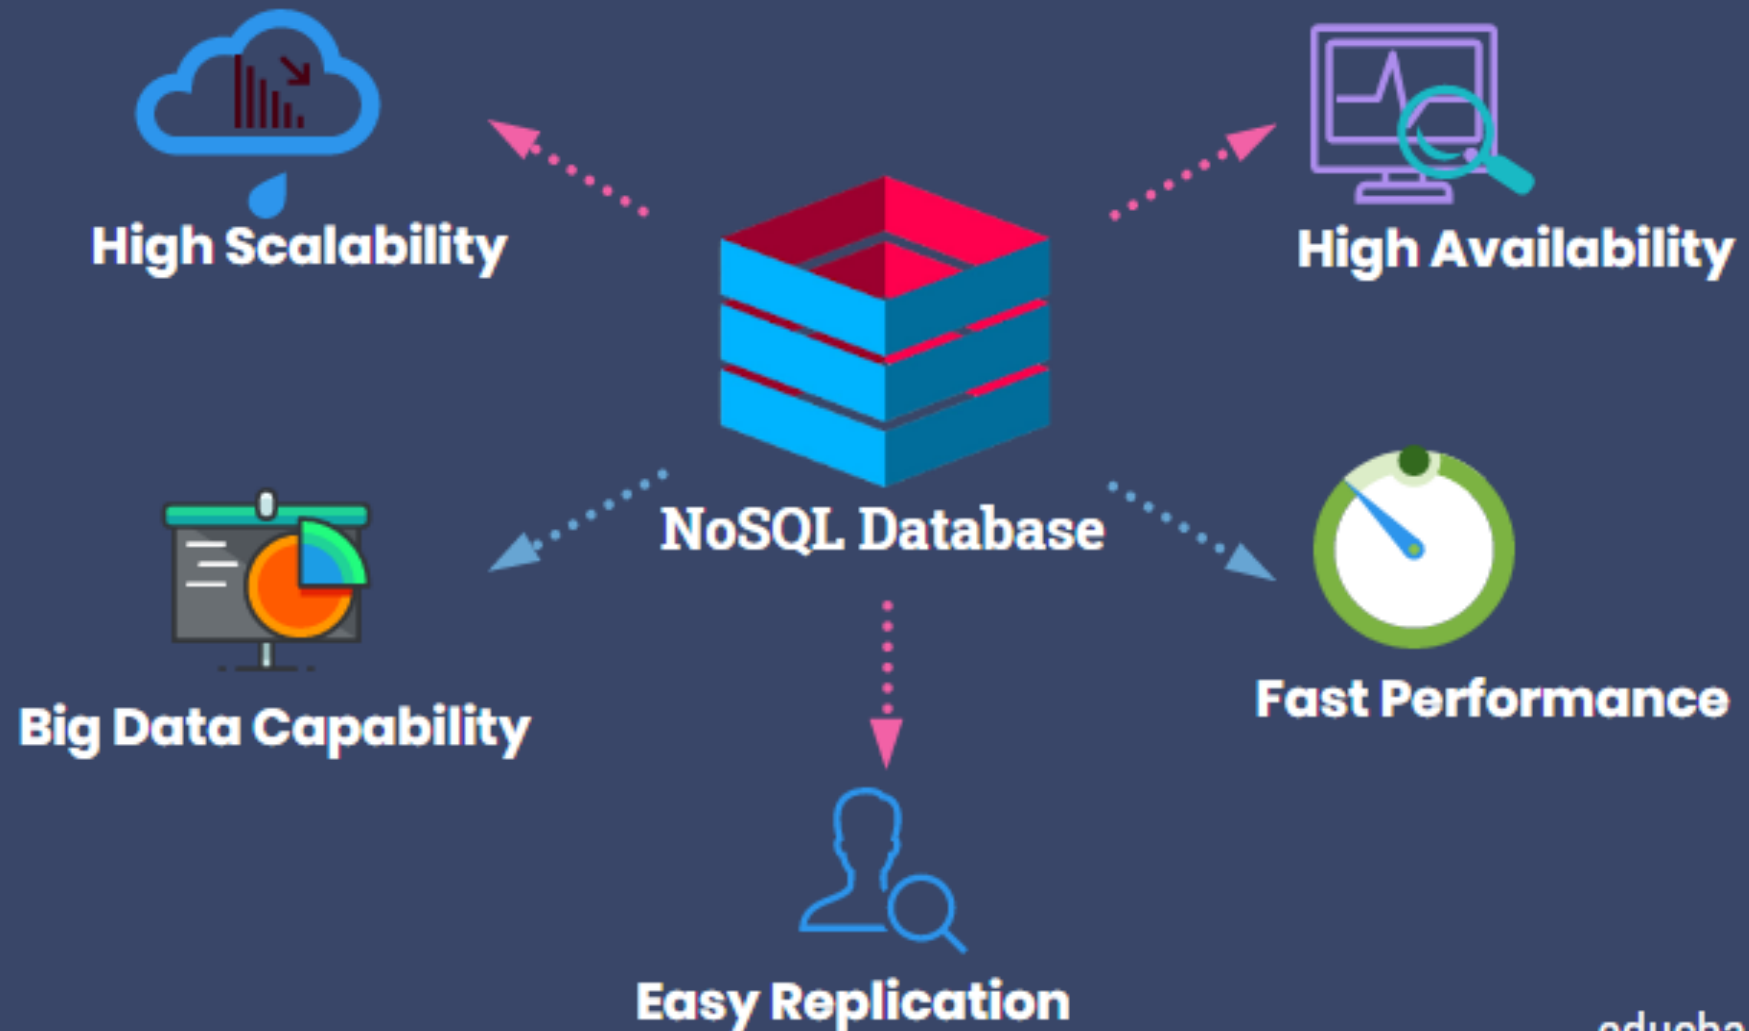 High Scalability
High Availability
NoSQL Database
Big Data Capability
Fast Performance
Easy Replication